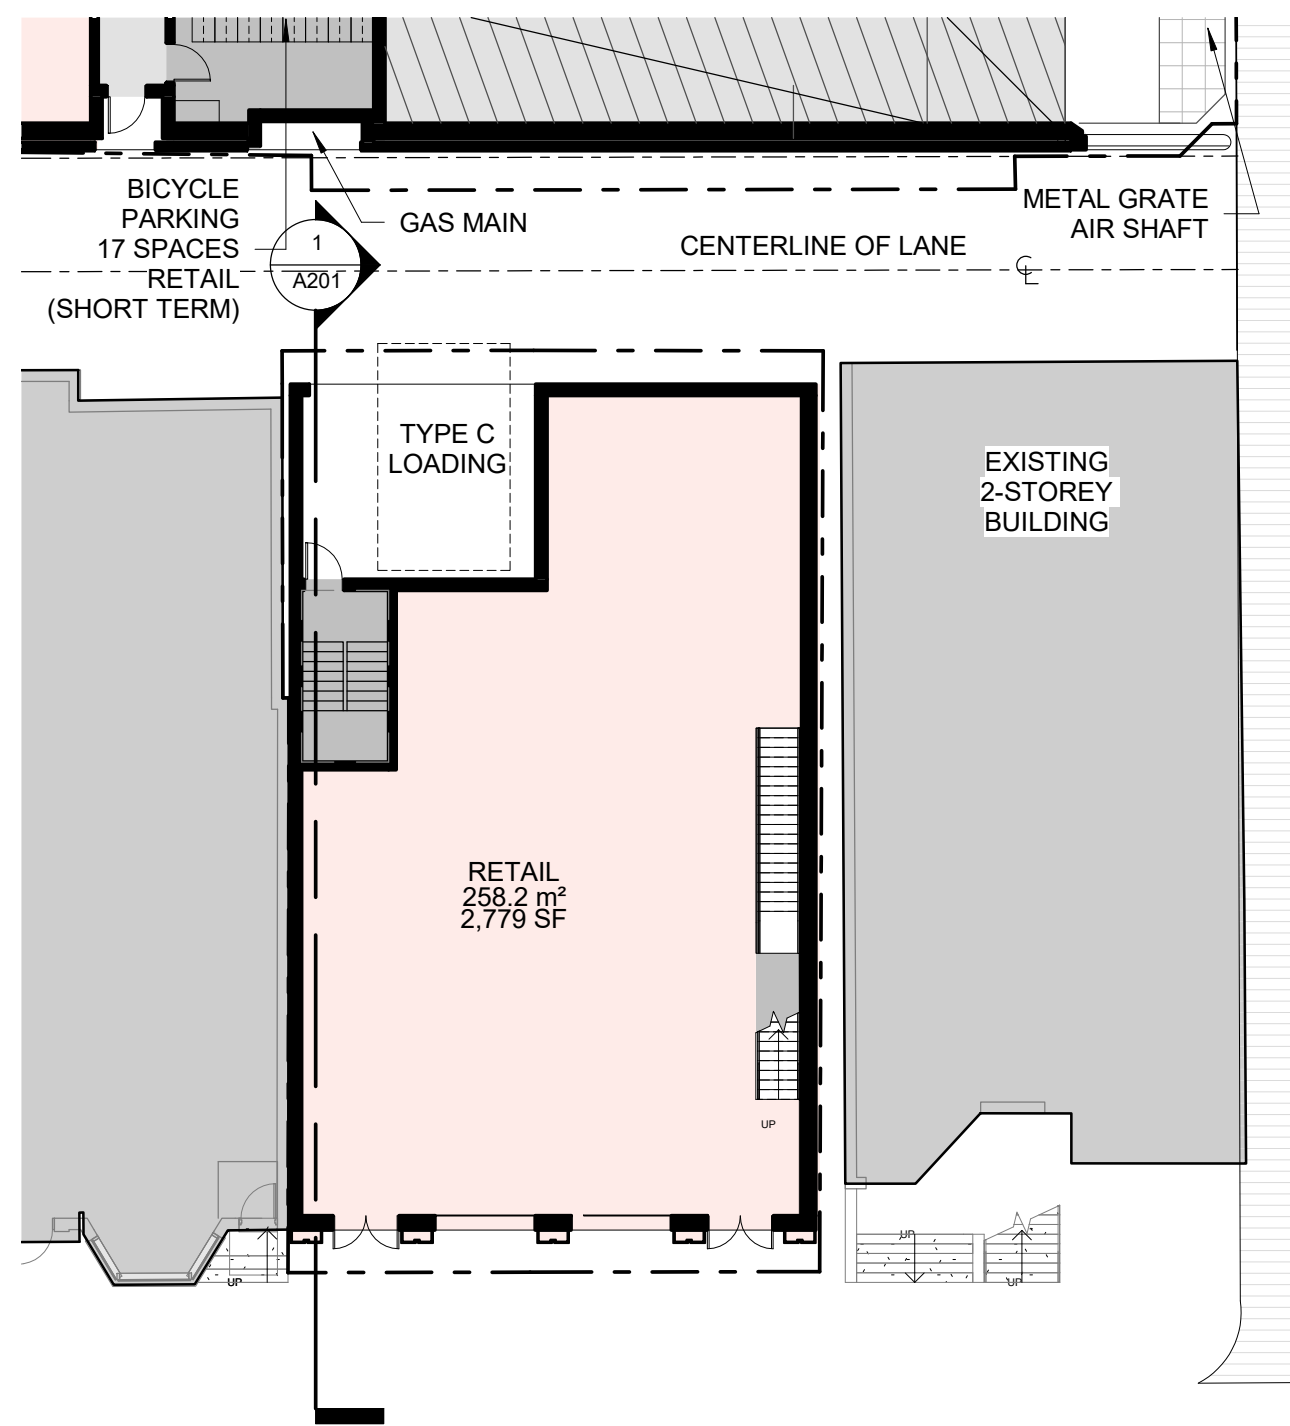 BICYCLE
PARKING
17 SPACES
RETAIL
(SHORT TERM)
GAS MAIN
1
A201
CENTERLINE OF LANE
CL
METAL GRATE
AIR SHAFT
TYPE C
LOADING
EXISTING
2-STOREY
BUILDING
RETAIL
258.2 m²
2,779 SF
UP
UP
UP
UP